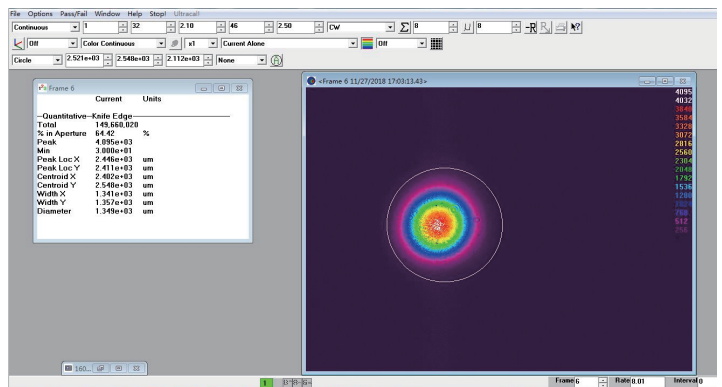 File Options Pass/Fail Window Help Stop! Ultracal!
Continuous 1 32 2.10 46 2.50 CW Σ 8 μ 8 -R R
Off Color Continuous x1 Current Alone Off
Circle 2.521e+03 2.548e+03 2.112e+03 None
Frame 6
Current Units
Quantitative Knife Edge
Total 149,660,020
% in Aperture 64.42 %
Peak 4.095e+03
Min 3.000e+01
Peak Loc X 2.446e+03 um
Peak Loc Y 2.411e+03 um
Centroid X 2.402e+03 um
Centroid Y 2.548e+03 um
Width X 1.341e+03 um
Width Y 1.357e+03 um
Diameter 1.349e+03 um
<Frame 6 11/27/2018 17:03:13.43>
4095
4032
3840
3584
3328
3072
2816
2560
2304
2048
1792
1536
1280
768
512
256
160...
1
Frame 6 Rate 8.01 Interval 0